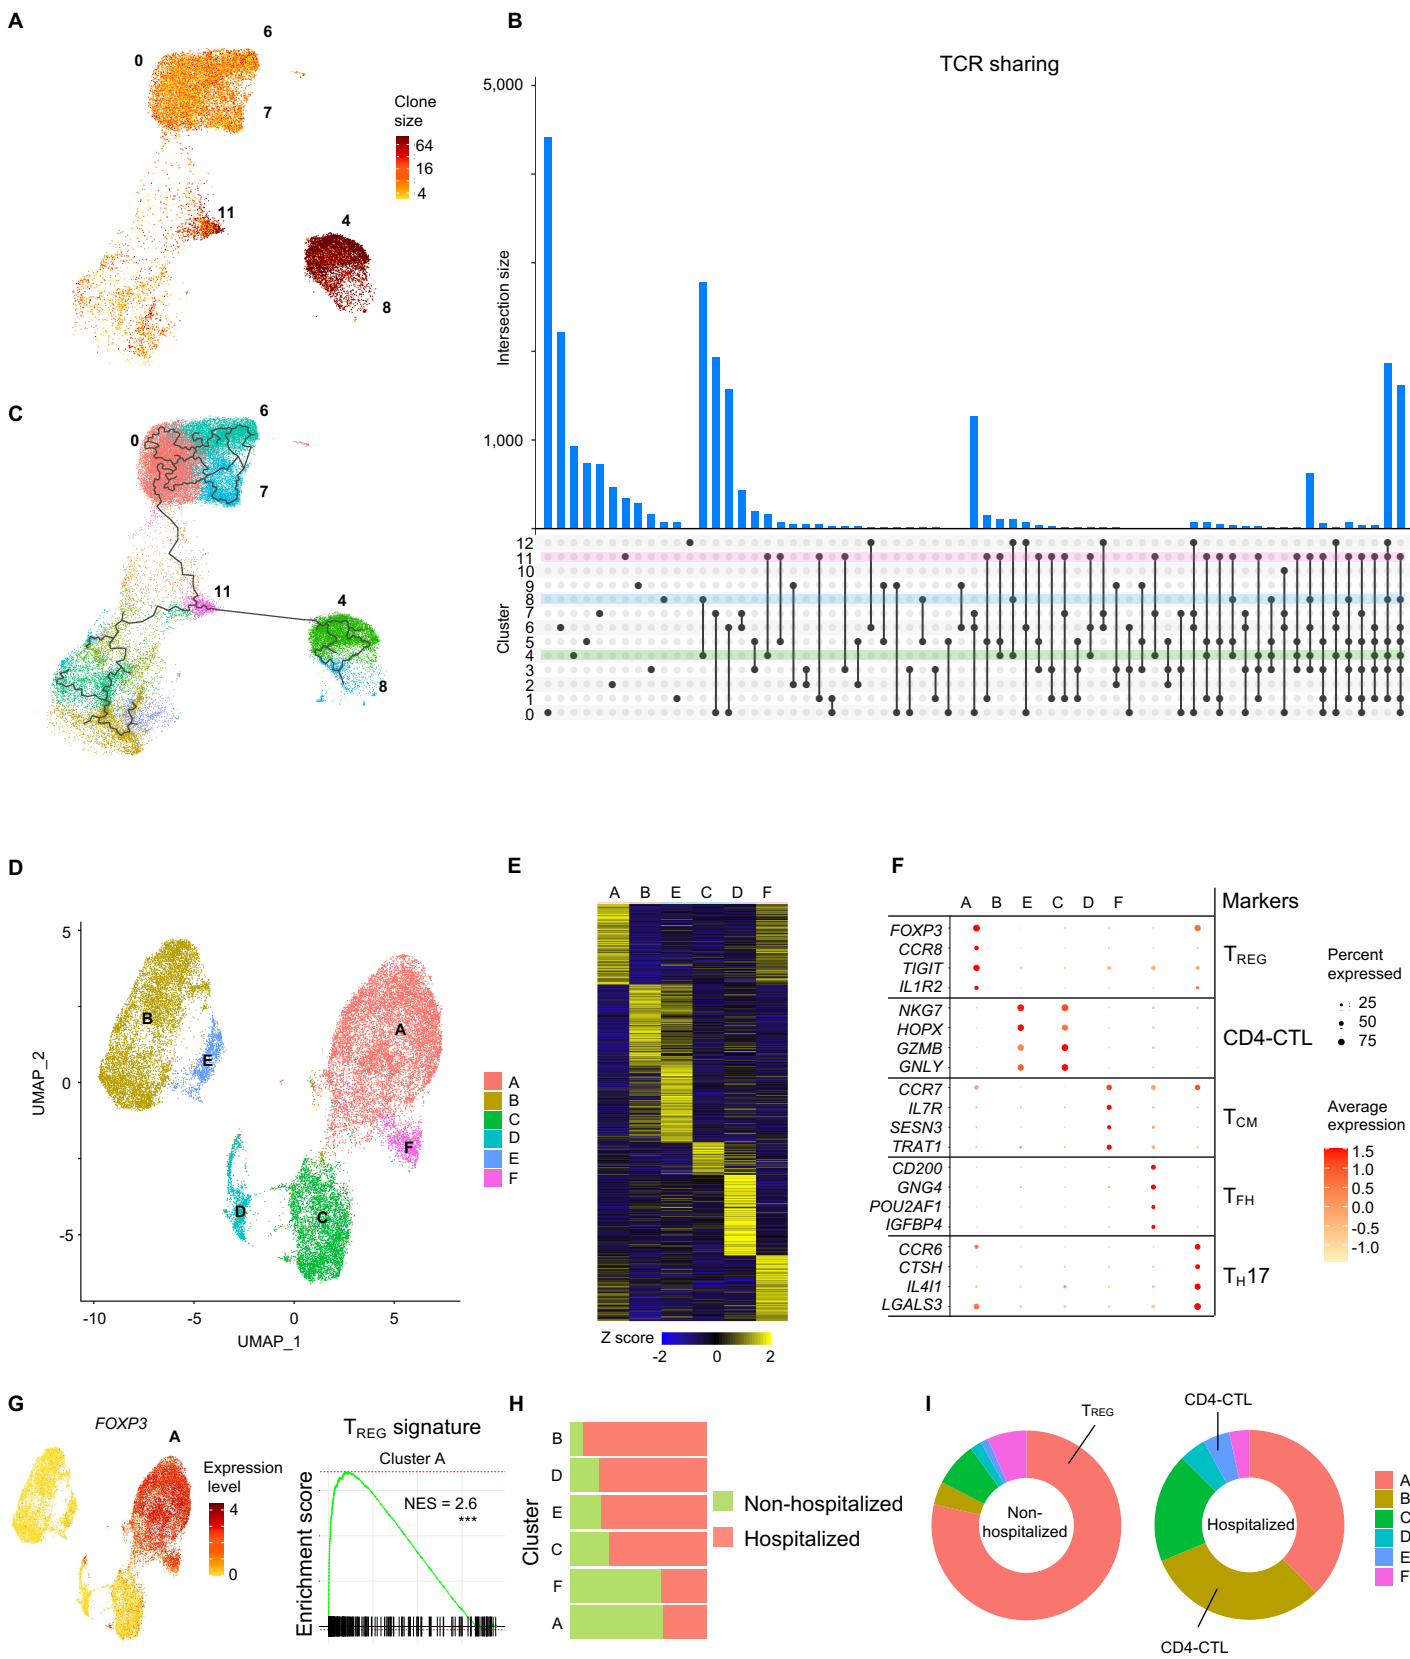 A
6
0
7
Clone
size
64
16
4
11
4
8
B
TCR sharing
5,000
1,000
Intersection size
Cluster
12
11
10
9
8
7
6
5
4
3
2
1
0
C
6
0
7
11
4
8
D
5
0
-5
UMAP_2
-10
-5
0
5
UMAP_1
B
E
A
F
D
C
A
B
C
D
E
F
E
A B E C D F
Z score
-2 0 2
F
A B E C D F
Markers
FOXP3
CCR8
TIGIT
IL1R2
TREG
NKG7
HOPX
GZMB
GNLY
CD4-CTL
CCR7
IL7R
SESN3
TRAT1
TCM
CD200
GNG4
POU2AF1
IGFBP4
TFH
CCR6
CTSH
IL4I1
LGALS3
TH17
Percent
expressed
25
50
75
Average
expression
1.5
1.0
0.0
-0.5
-1.0
G
FOXP3
A
Expression
level
4
0
TREG signature
Cluster A
NES = 2.6
***
Enrichment score
H
Cluster
B
D
E
C
F
A
Non-hospitalized
Hospitalized
I
TREG
Non-
hospitalized
CD4-CTL
Hospitalized
CD4-CTL
A
B
C
D
E
F